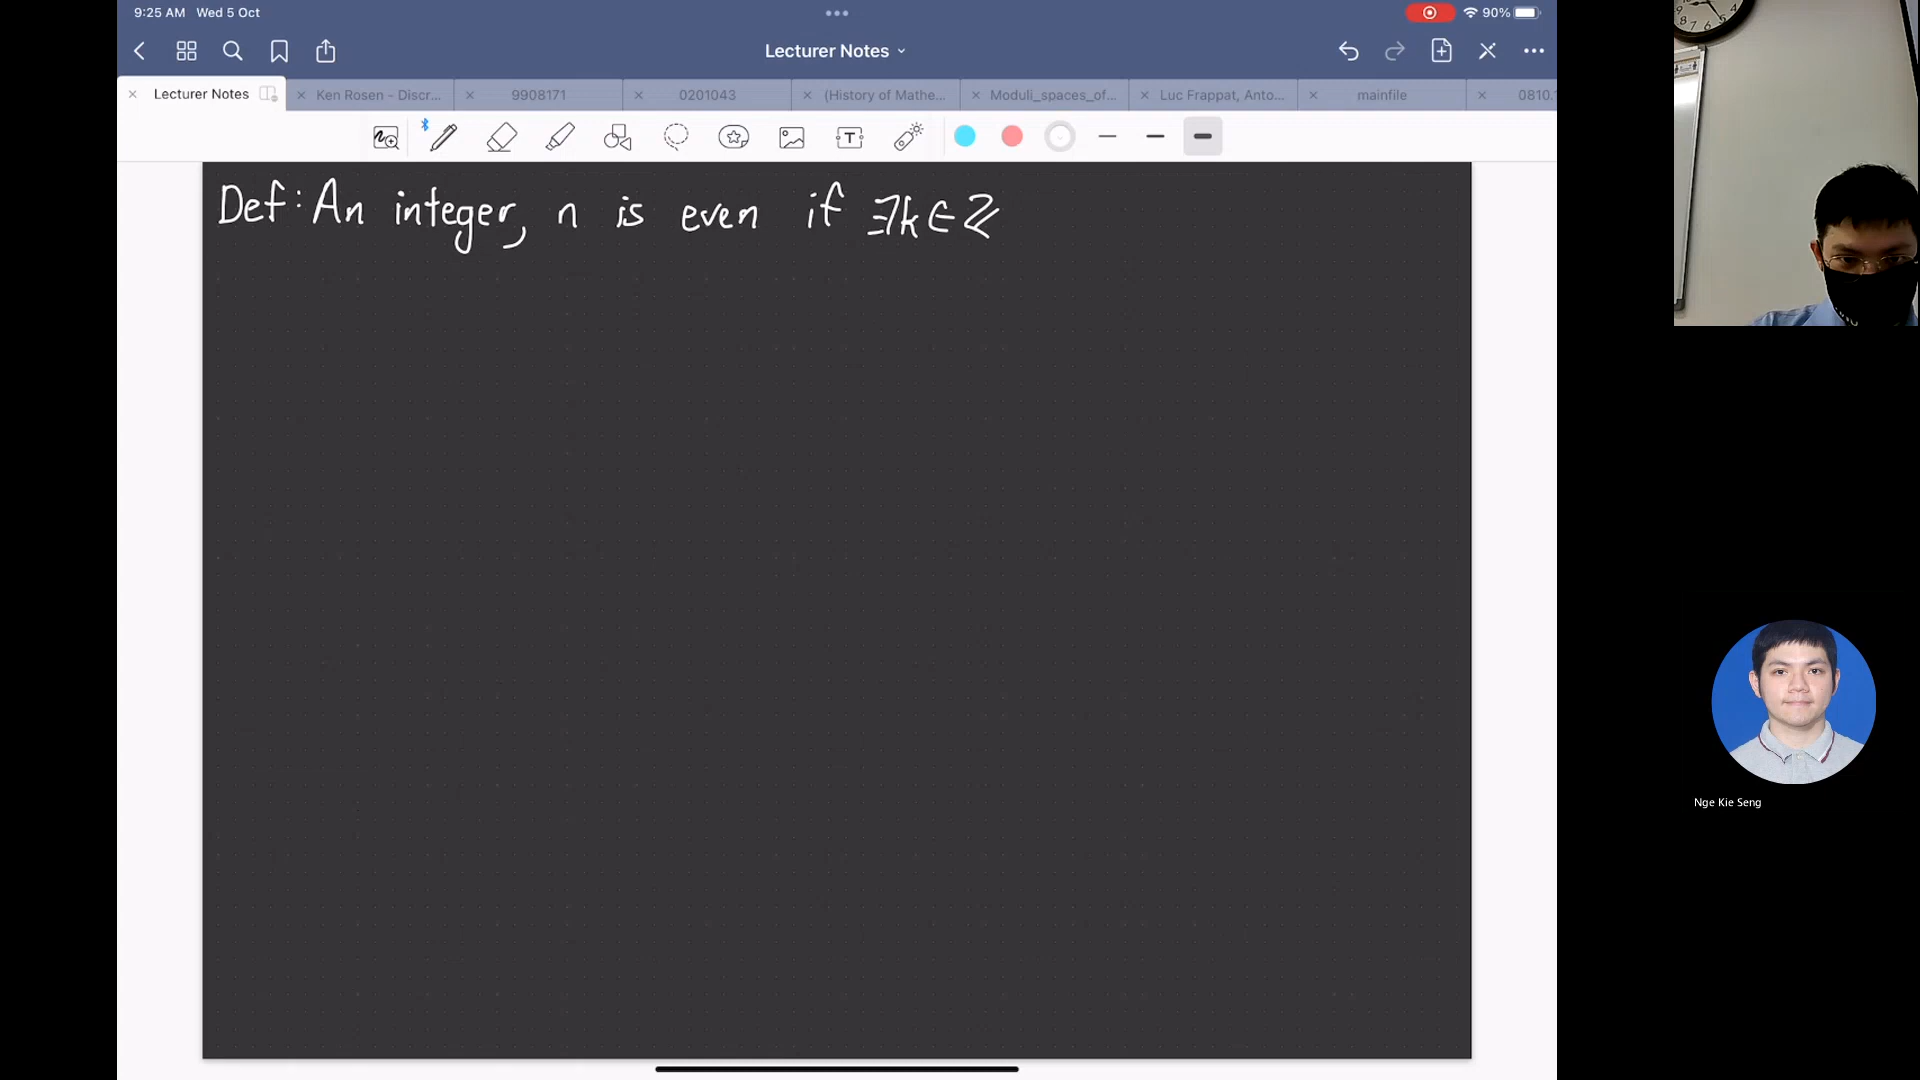 9:25 AM Wed 5 Oct
90%
Lecturer Notes
Lecturer Notes
Ken Rosen - Discr...
9908171
0201043
(History of Mathe...
Moduli_spaces_of...
Luc Frappat, Anto...
mainfile
0810.
Def: An integer, n is even if ∃k∈ℤ
Nge Kie Seng